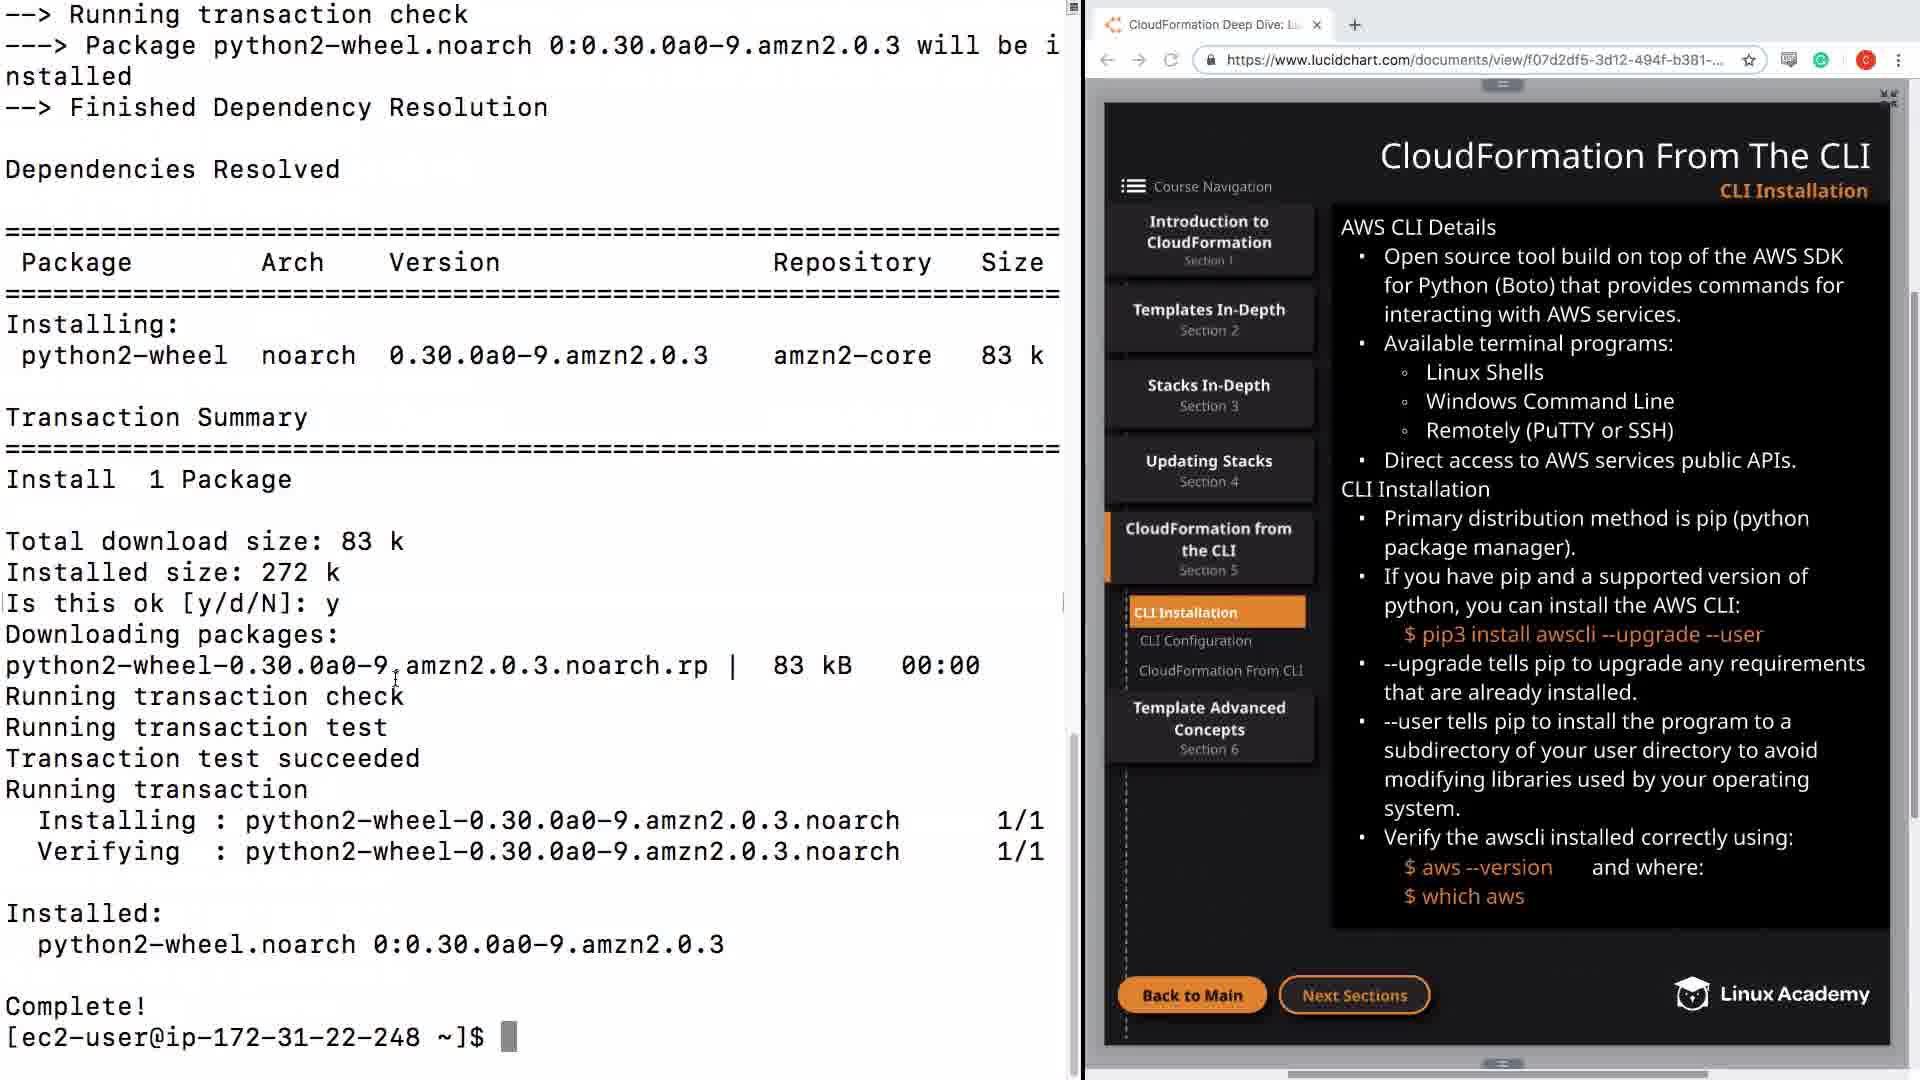 --> Running transaction check
---> Package python2-wheel.noarch 0:0.30.0a0-9.amzn2.0.3 will be i
nstalled
--> Finished Dependency Resolution
Dependencies Resolved
==================================================================
Package Arch Version Repository Size
==================================================================
Installing:
python2-wheel noarch 0.30.0a0-9.amzn2.0.3 amzn2-core 83 k
Transaction Summary
==================================================================
Install 1 Package
Total download size: 83 k
Installed size: 272 k
Is this ok [y/d/N]: y
Downloading packages:
python2-wheel-0.30.0a0-9.amzn2.0.3.noarch.rp | 83 kB 00:00
Running transaction check
Running transaction test
Transaction test succeeded
Running transaction
Installing : python2-wheel-0.30.0a0-9.amzn2.0.3.noarch 1/1
Verifying : python2-wheel-0.30.0a0-9.amzn2.0.3.noarch 1/1
Installed:
python2-wheel.noarch 0:0.30.0a0-9.amzn2.0.3
Complete!
[ec2-user@ip-172-31-22-248 ~]$
CloudFormation Deep Dive: Lu
https://www.lucidchart.com/documents/view/f07d2df5-3d12-494f-b381-...
C
CloudFormation From The CLI
CLI Installation
Course Navigation
Introduction to
CloudFormation
Section 1
Templates In-Depth
Section 2
Stacks In-Depth
Section 3
Updating Stacks
Section 4
CloudFormation from
the CLI
Section 5
CLI Installation
CLI Configuration
CloudFormation From CLI
Template Advanced
Concepts
Section 6
AWS CLI Details
• Open source tool build on top of the AWS SDK
for Python (Boto) that provides commands for
interacting with AWS services.
• Available terminal programs:
◦ Linux Shells
◦ Windows Command Line
◦ Remotely (PuTTY or SSH)
• Direct access to AWS services public APIs.
CLI Installation
• Primary distribution method is pip (python
package manager).
• If you have pip and a supported version of
python, you can install the AWS CLI:
$ pip3 install awscli --upgrade --user
• --upgrade tells pip to upgrade any requirements
that are already installed.
• --user tells pip to install the program to a
subdirectory of your user directory to avoid
modifying libraries used by your operating
system.
• Verify the awscli installed correctly using:
$ aws --version and where:
$ which aws
Back to Main
Next Sections
Linux Academy